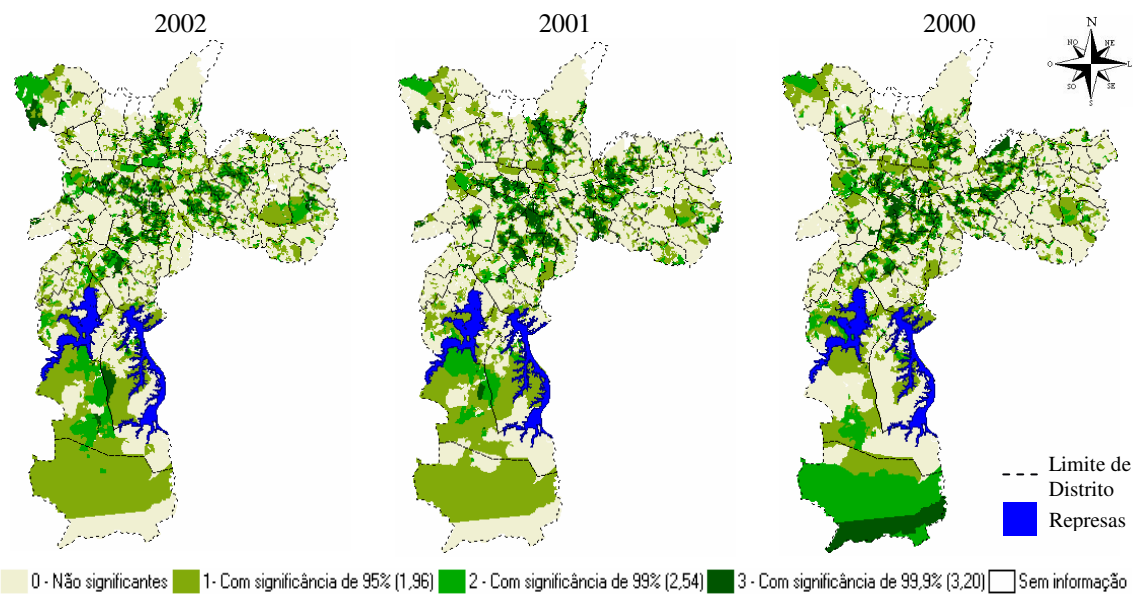 2002
2001
2000
N
NO
NE
O
L
SO
SE
S
Limite de
Distrito
Represas
0 - Não significantes
1- Com significância de 95% (1,96)
2 - Com significância de 99% (2,54)
3 - Com significância de 99,9% (3,20)
Sem informação